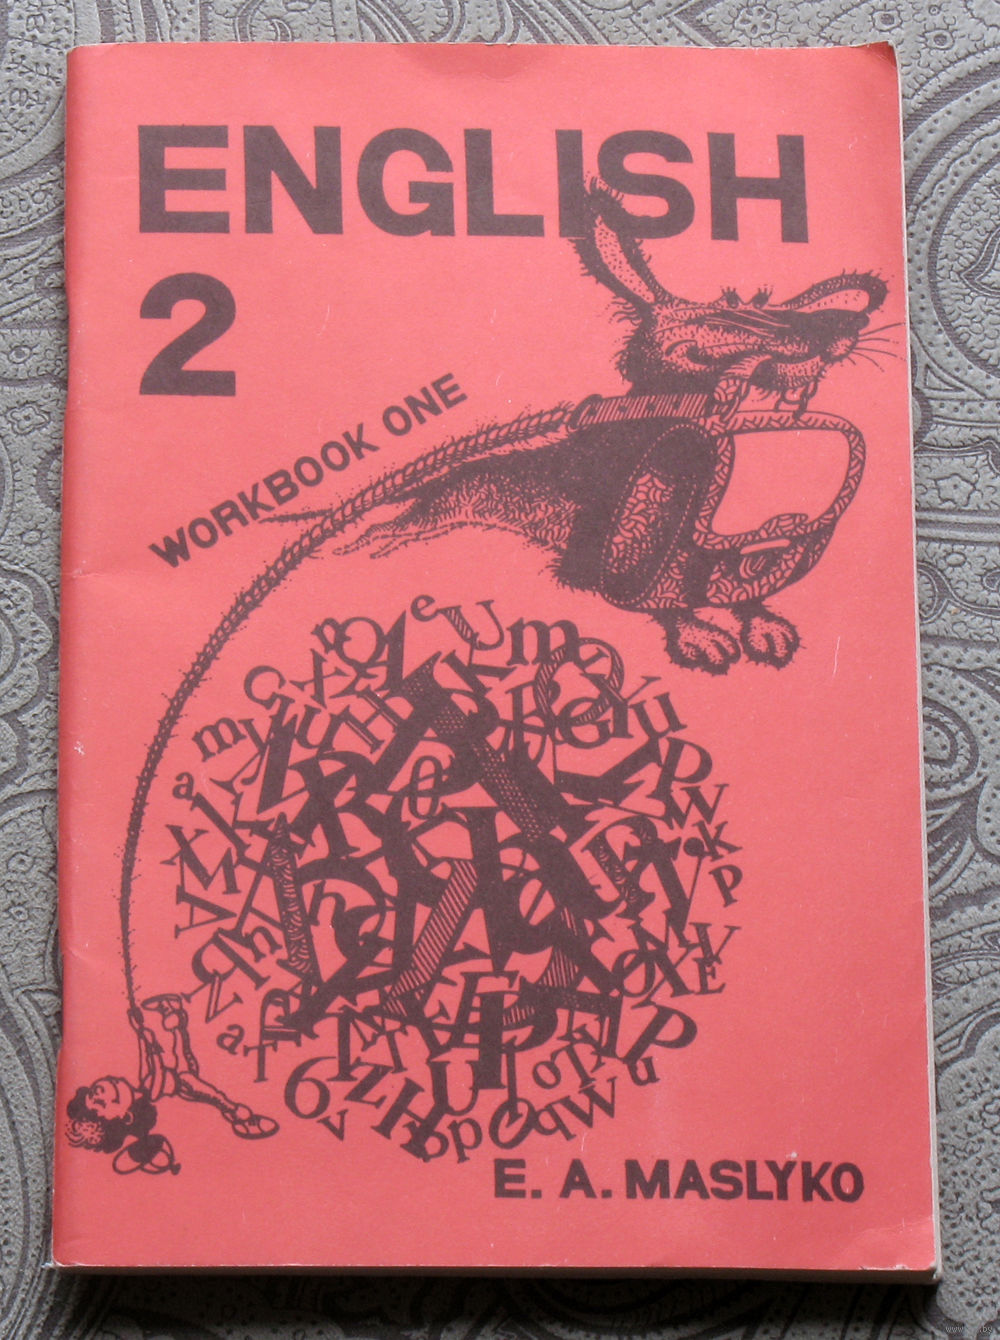 ENGLISH
2
WORKBOOK ONE
E. A. MASLYKO